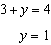 3 + y = 4
y = 1